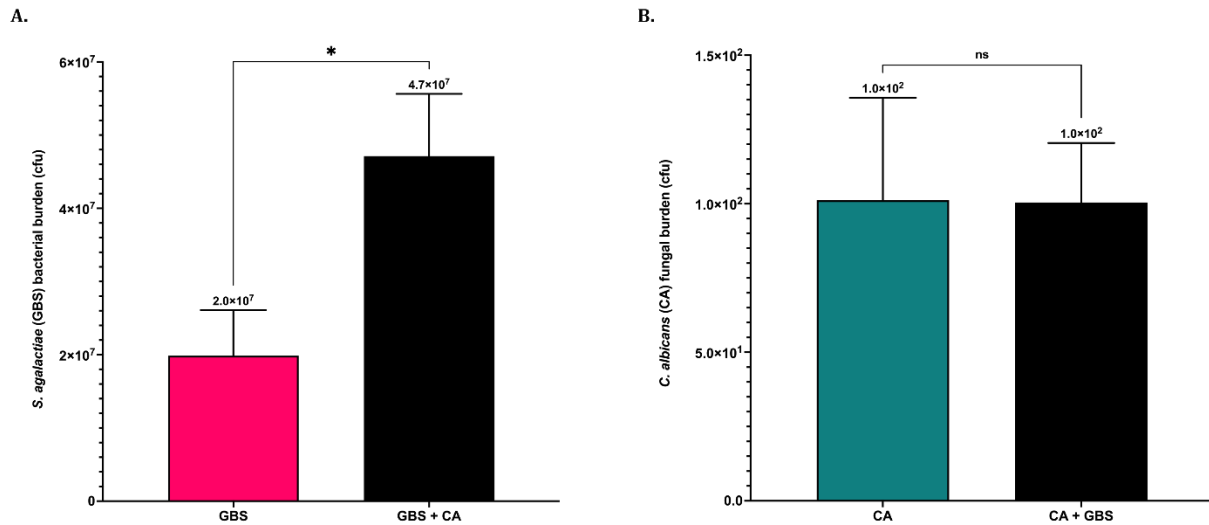 A.
S. agalactiae (GBS) bacterial burden (cfu)
6×10⁷
4×10⁷
2×10⁷
0
*
2.0×10⁷
4.7×10⁷
GBS
GBS + CA
B.
C. albicans (CA) fungal burden (cfu)
1.5×10²
1.0×10²
5.0×10¹
0.0
ns
1.0×10²
1.0×10²
CA
CA + GBS